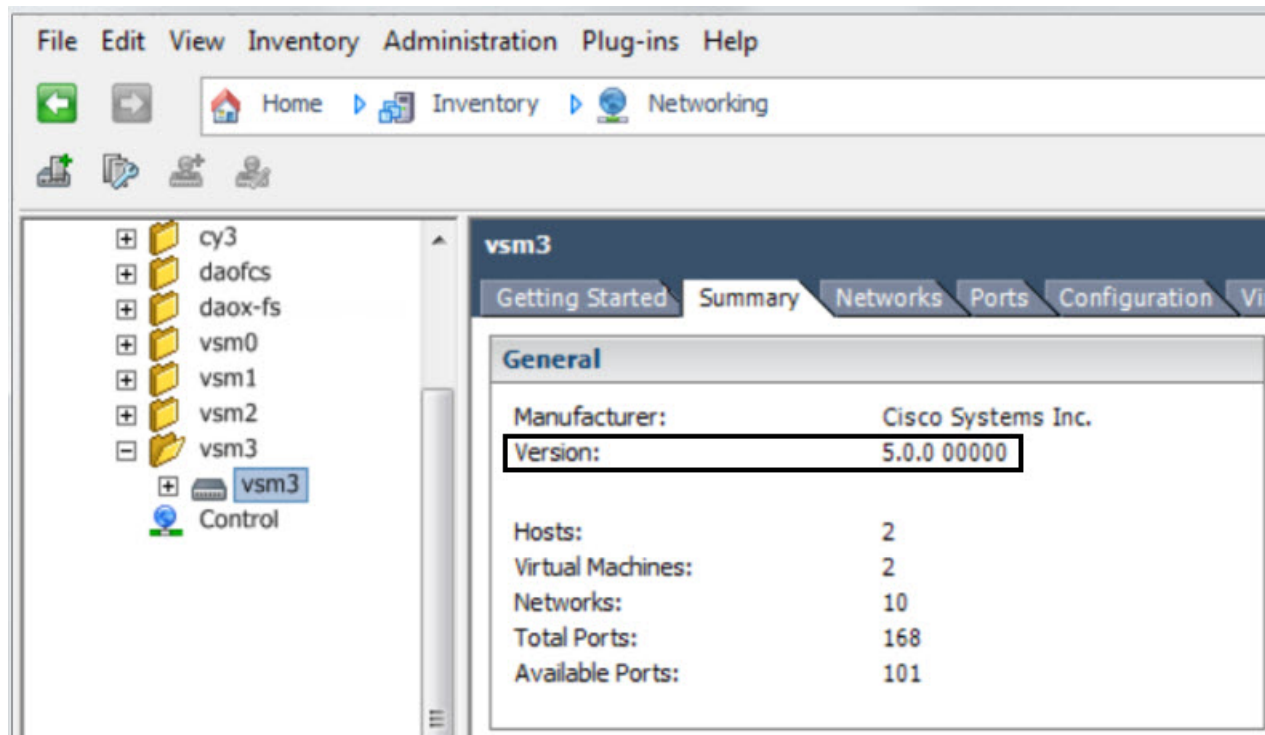 File Edit View Inventory Administration Plug-ins Help
Home Inventory Networking
cy3
daofcs
daox-fs
vsm0
vsm1
vsm2
vsm3
vsm3
Control
vsm3
Getting Started Summary Networks Ports Configuration
General
Manufacturer: Cisco Systems Inc.
Version: 5.0.0 00000
Hosts: 2
Virtual Machines: 2
Networks: 10
Total Ports: 168
Available Ports: 101